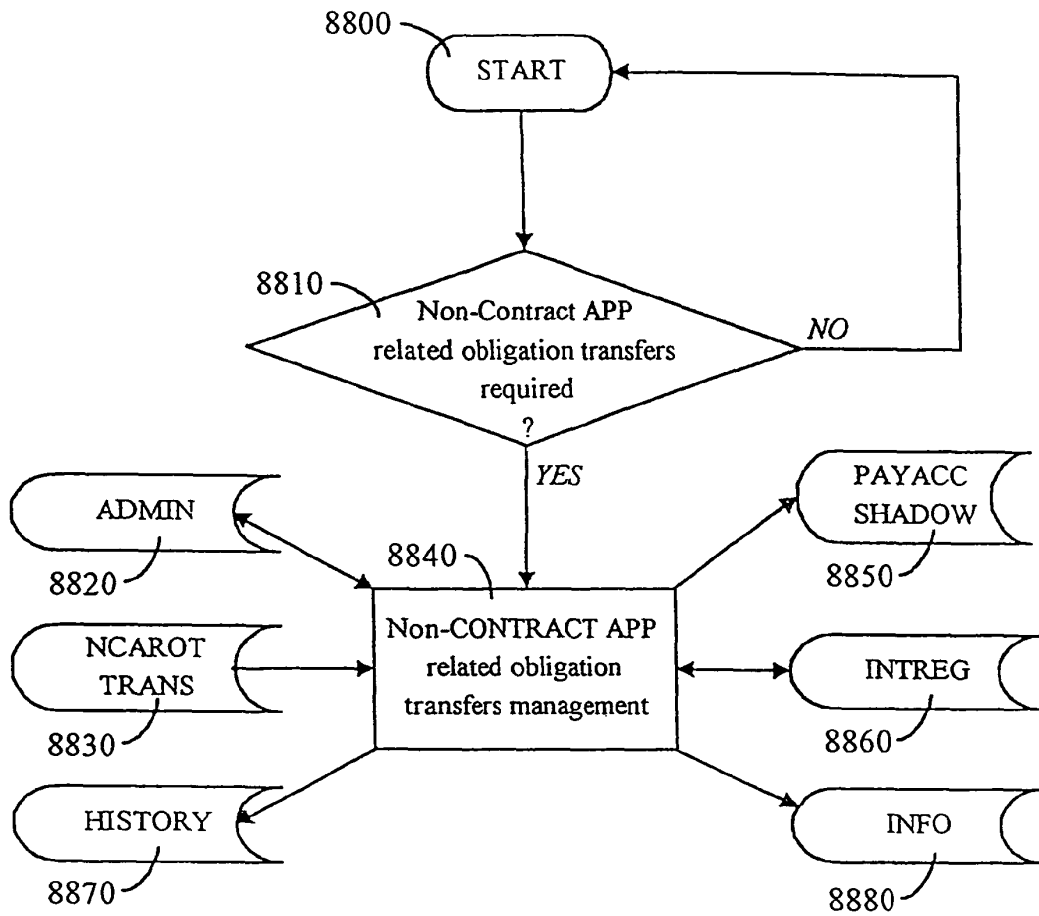 8800
START
8810
Non-Contract APP
related obligation transfers
required
?
NO
YES
ADMIN
8820
PAYACC
SHADOW
8850
8840
Non-CONTRACT APP
related obligation
transfers management
NCAROT
TRANS
8830
INTREG
8860
HISTORY
8870
INFO
8880